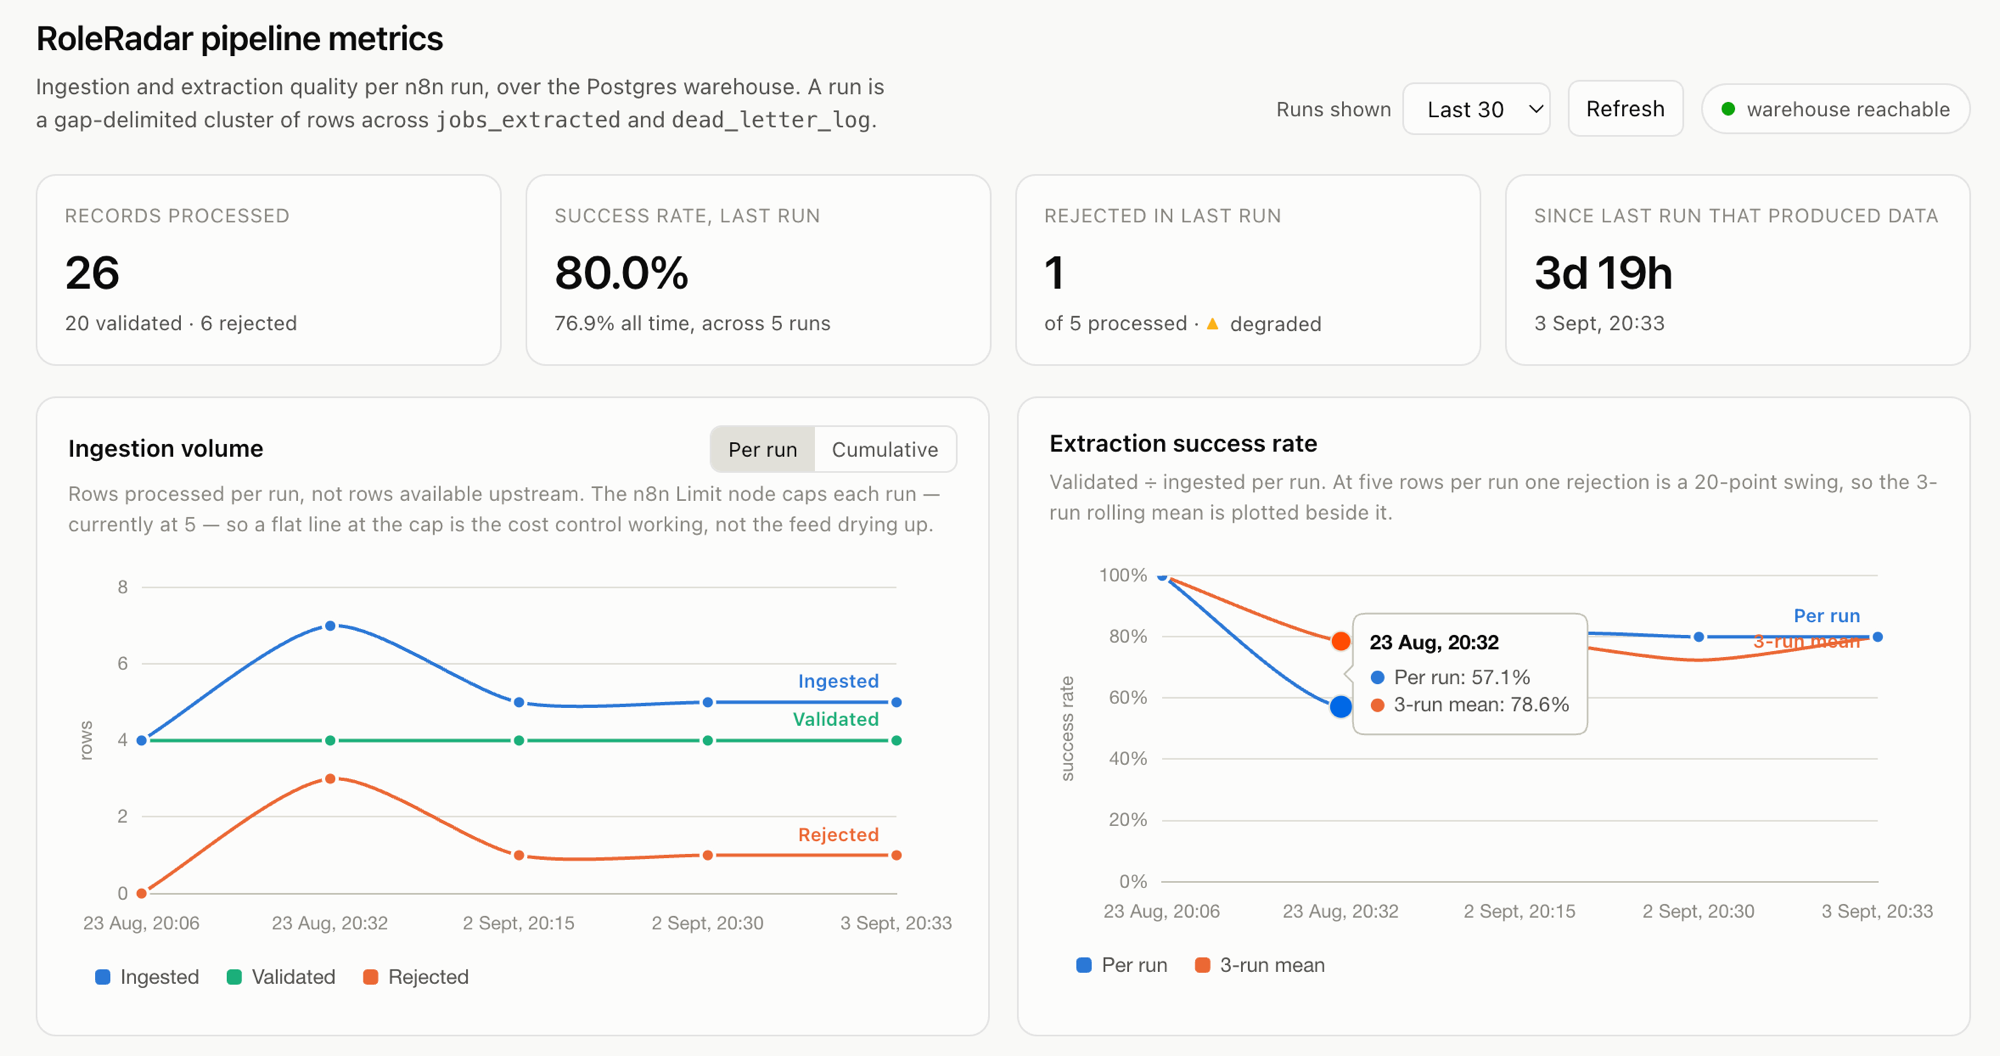 RoleRadar pipeline metrics
Ingestion and extraction quality per n8n run, over the Postgres warehouse. A run is
a gap-delimited cluster of rows across jobs_extracted and dead_letter_log.
Runs shown
Last 30
Refresh
warehouse reachable
RECORDS PROCESSED
26
20 validated · 6 rejected
SUCCESS RATE, LAST RUN
80.0%
76.9% all time, across 5 runs
REJECTED IN LAST RUN
1
of 5 processed · ▲ degraded
SINCE LAST RUN THAT PRODUCED DATA
3d 19h
3 Sept, 20:33
Ingestion volume
Per run
Cumulative
Rows processed per run, not rows available upstream. The n8n Limit node caps each run —
currently at 5 — so a flat line at the cap is the cost control working, not the feed drying up.
8
6
4
2
0
rows
Ingested
Validated
Rejected
23 Aug, 20:06
23 Aug, 20:32
2 Sept, 20:15
2 Sept, 20:30
3 Sept, 20:33
Ingested
Validated
Rejected
Extraction success rate
Validated ÷ ingested per run. At five rows per run one rejection is a 20-point swing, so the 3-
run rolling mean is plotted beside it.
100%
80%
60%
40%
20%
0%
success rate
Per run
3-run mean
23 Aug, 20:32
Per run: 57.1%
3-run mean: 78.6%
23 Aug, 20:06
23 Aug, 20:32
2 Sept, 20:15
2 Sept, 20:30
3 Sept, 20:33
Per run
3-run mean